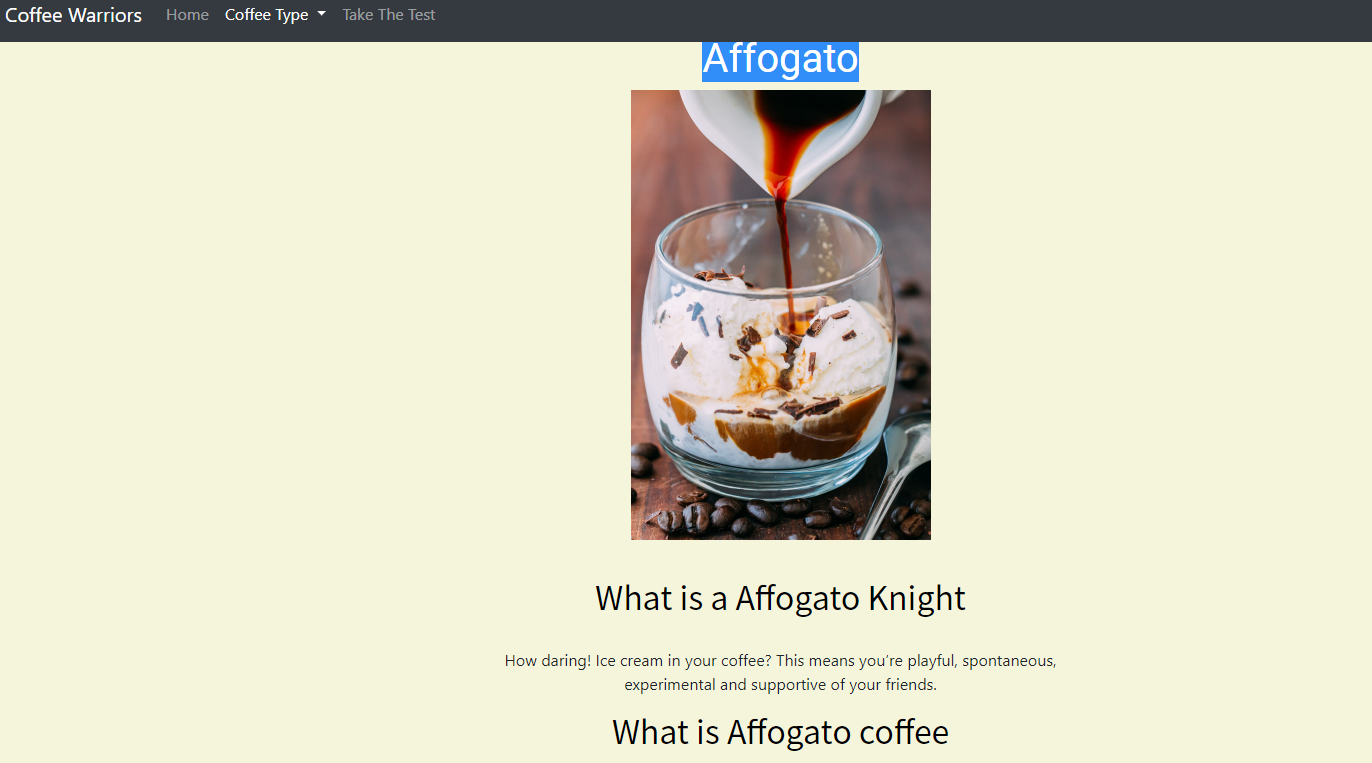 Coffee Warriors Home Coffee Type Take The Test
Affogato
What is a Affogato Knight
How daring! Ice cream in your coffee? This means you're playful, spontaneous,
experimental and supportive of your friends.
What is Affogato coffee